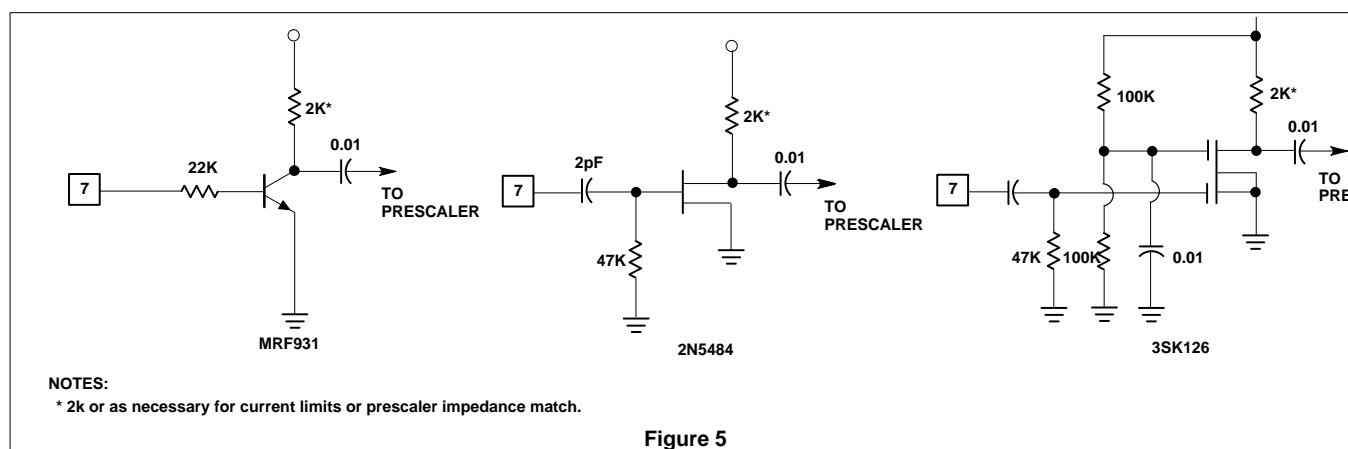 2K*
22K
0.01
7
TO
PRESCALER
MRF931
2K*
2pF
0.01
7
TO
PRESCALER
47K
2N5484
100K
2K*
0.01
7
TO
PRE
47K
100K
0.01
3SK126
NOTES:
* 2k or as necessary for current limits or prescaler impedance match.
Figure 5